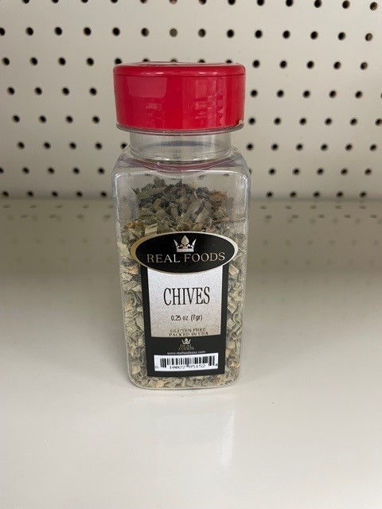 REAL FOODS
CHIVES
0.25 oz. (7gr)
GLUTEN FREE
PACKED IN USA